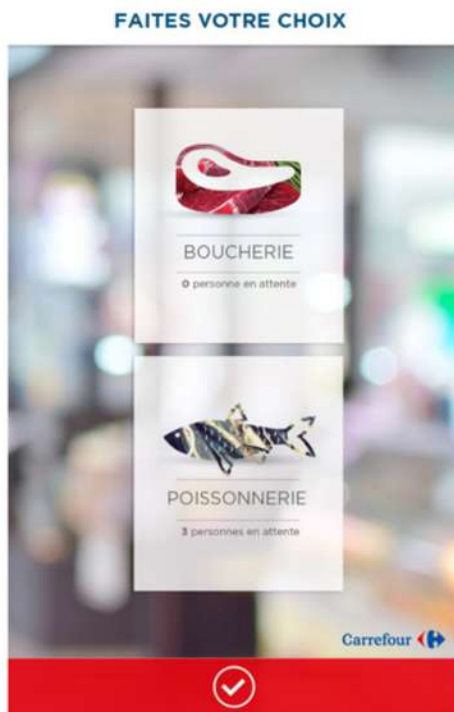 FAITES VOTRE CHOIX
BOUCHERIE
0 personne en attente
POISSONNERIE
3 personnes en attente
Carrefour